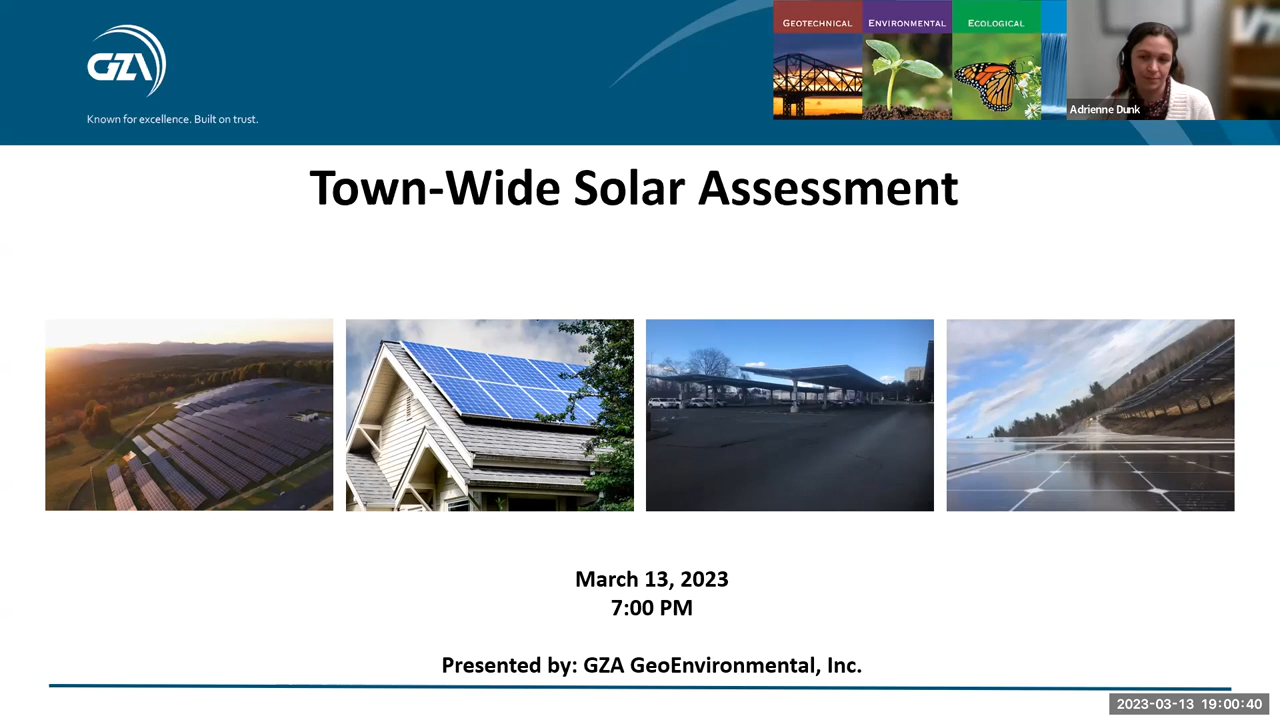 GZA
Known for excellence. Built on trust.
GEOTECHNICAL
ENVIRONMENTAL
ECOLOGICAL
Adrienne Dunk
Town-Wide Solar Assessment
March 13, 2023
7:00 PM
Presented by: GZA GeoEnvironmental, Inc.
2023-03-13 19:00:40